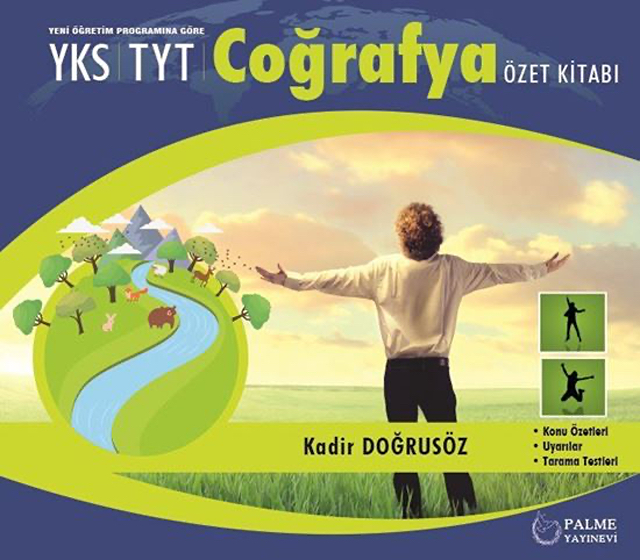 YENİ ÖĞRETİM PROGRAMINA GÖRE
YKS | TYT | Coğrafya ÖZET KİTABI
Kadir DOĞRUSÖZ
• Konu Özetleri
• Uyarılar
• Tarama Testleri
PALME
YAYINEVİ